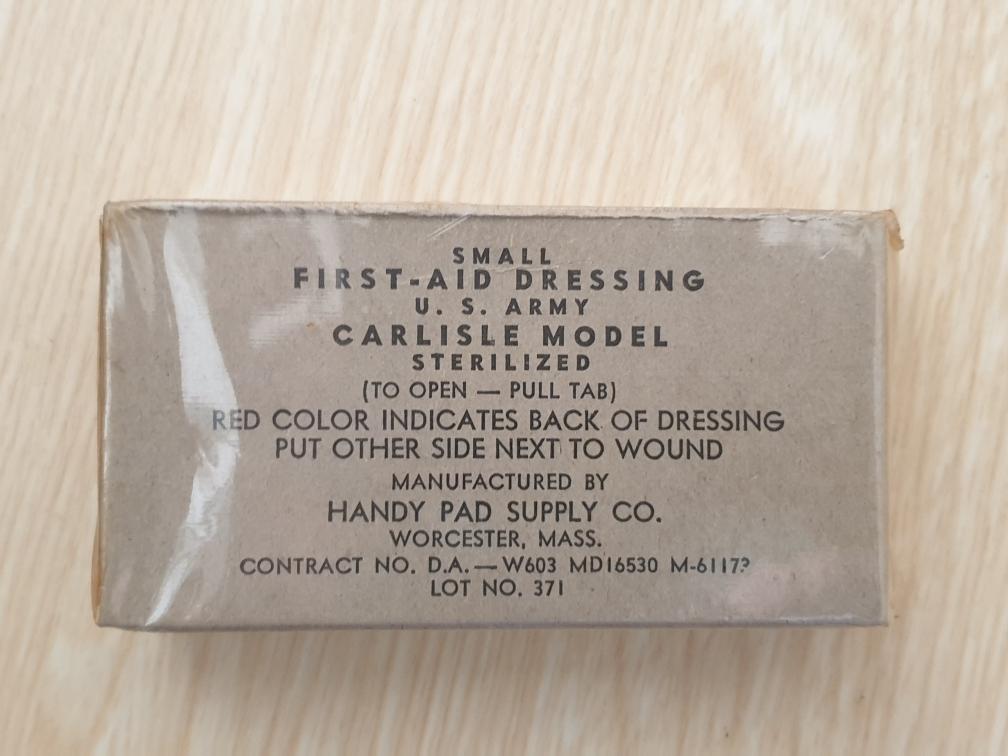 SMALL
FIRST-AID DRESSING
U. S. ARMY
CARLISLE MODEL
STERILIZED
(TO OPEN — PULL TAB)
RED COLOR INDICATES BACK OF DRESSING
PUT OTHER SIDE NEXT TO WOUND
MANUFACTURED BY
HANDY PAD SUPPLY CO.
WORCESTER, MASS.
CONTRACT NO. D.A. — W603 MD16530
LOT NO. 371